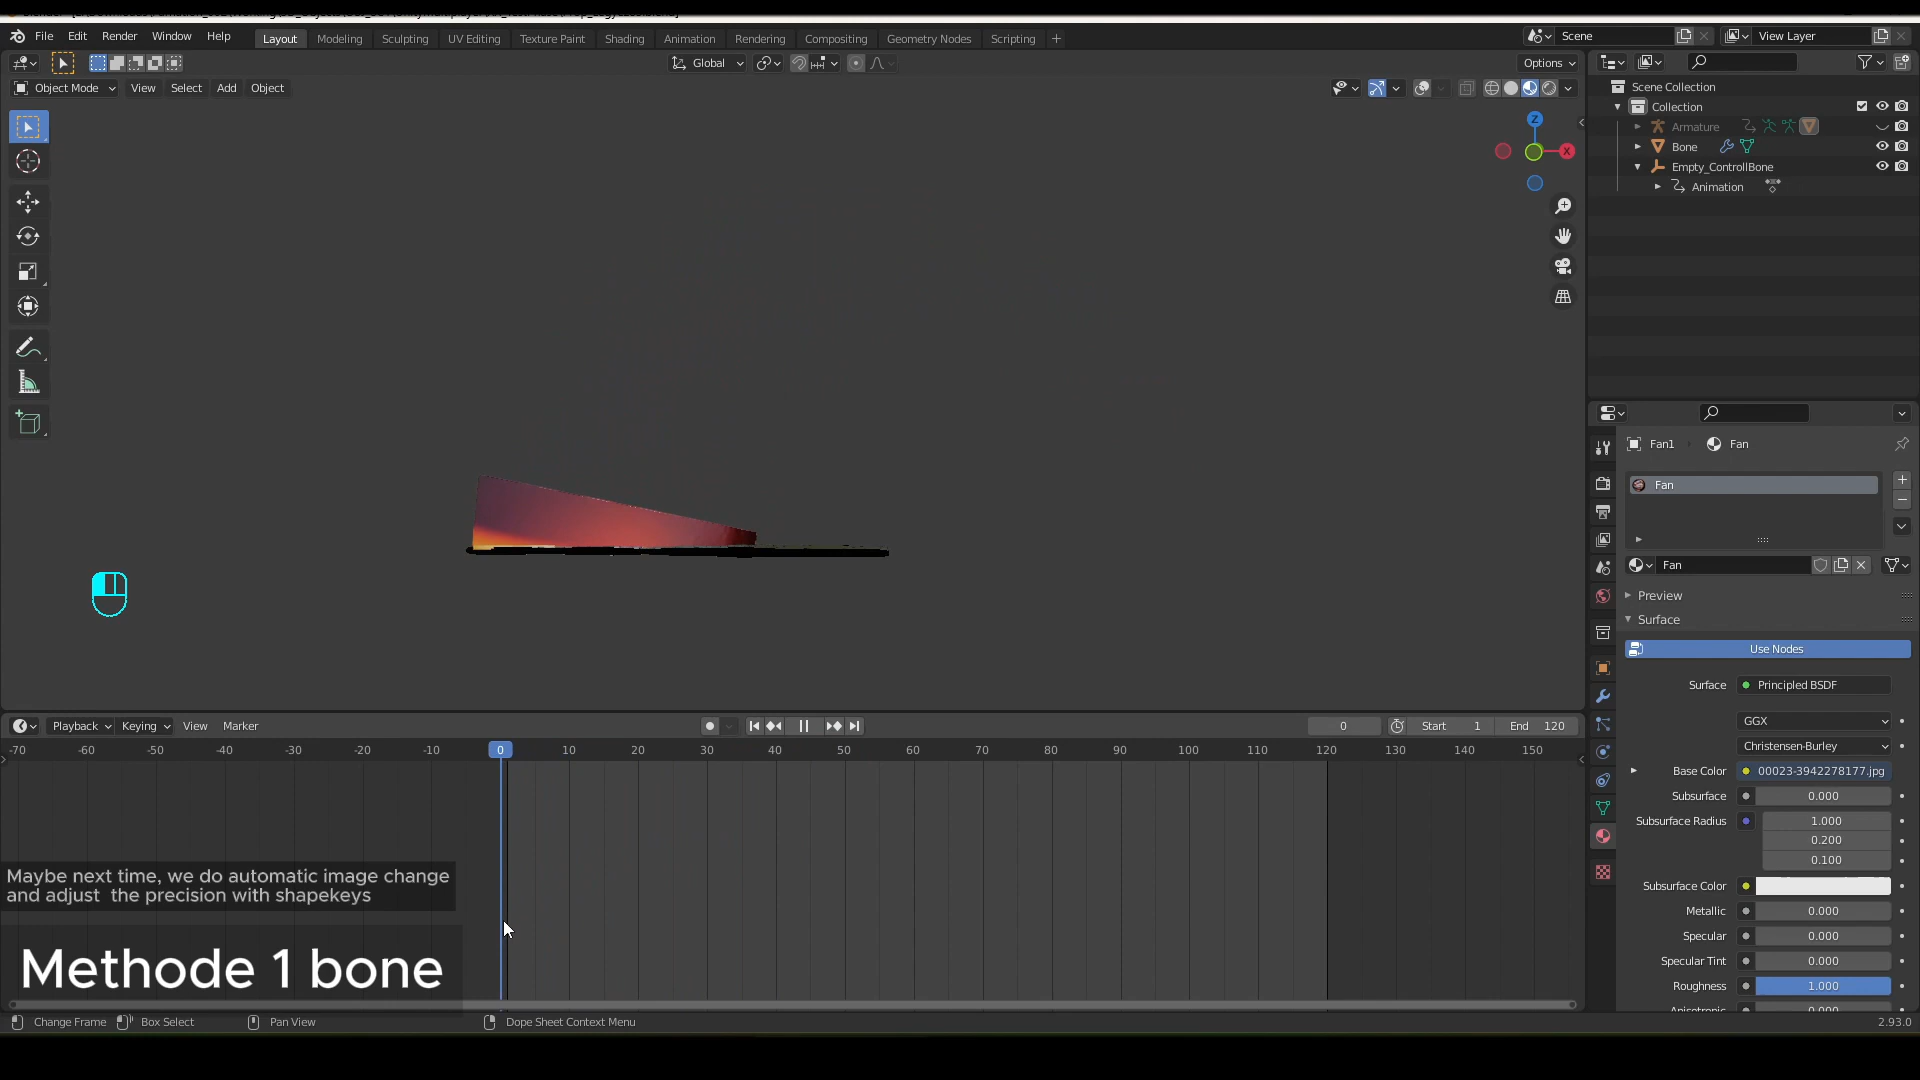 File Edit Render Window Help
Layout Modeling Sculpting UV Editing Texture Paint Shading Animation Rendering Compositing Geometry Nodes Scripting
Scene View Layer
Global Options
Object Mode View Select Add Object
Z
X
Scene Collection
Collection
Armature
Bone
Empty_ControllBone
Animation
Fan1 Fan
Fan
Fan
Preview
Surface
Use Nodes
Surface Principled BSDF
GGX
Christensen-Burley
Base Color 00023-3942278177.jpg
Subsurface 0.000
Subsurface Radius 1.000
0.200
0.100
Subsurface Color
Metallic 0.000
Specular 0.000
Specular Tint 0.000
Roughness 1.000
Playback Keying View Marker
0 Start 1 End 120
-70 -60 -50 -40 -30 -20 -10 0 10 20 30 40 50 60 70 80 90 100 110 120 130 140 150
Maybe next time, we do automatic image change
and adjust the precision with shapekeys
Methode 1 bone
Change Frame Box Select Pan View Dope Sheet Context Menu 2.93.0